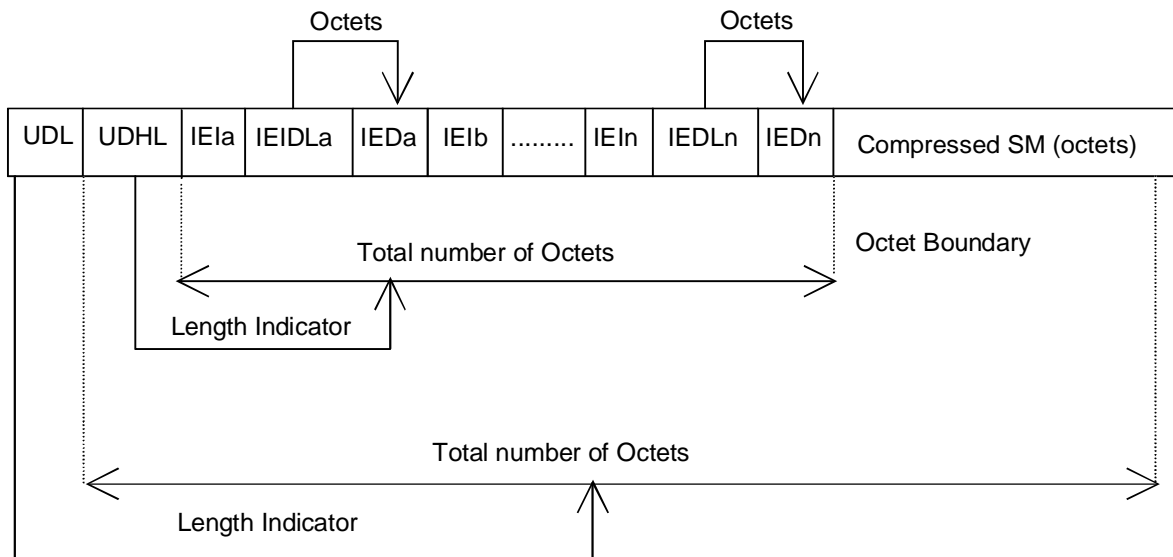 Octets Octets
UDL UDHL IEIa IEIDLa IEDa IEIb ......... IEIn IEDLn IEDn Compressed SM (octets)
Total number of Octets Octet Boundary
Length Indicator
Total number of Octets
Length Indicator